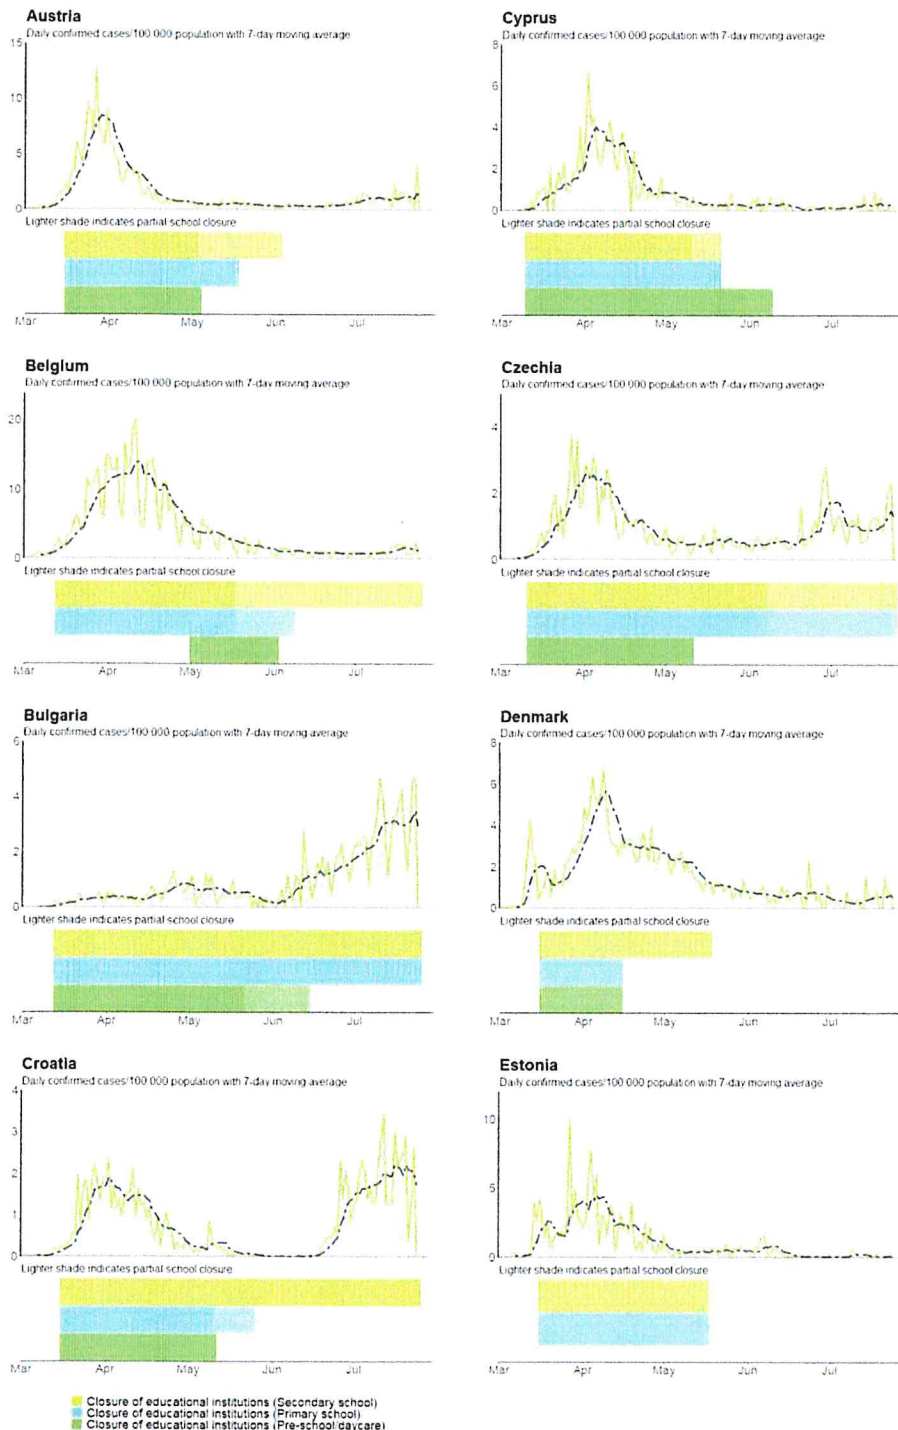 Austria
Daily confirmed cases/100 000 population with 7-day moving average
15
10
5
0
Lighter shade indicates partial school closure
Mar Apr May Jun Jul
Cyprus
Daily confirmed cases/100 000 population with 7-day moving average
8
6
4
2
0
Lighter shade indicates partial school closure
Mar Apr May Jun Jul
Belgium
Daily confirmed cases/100 000 population with 7-day moving average
20
10
0
Lighter shade indicates partial school closure
Mar Apr May Jun Jul
Czechia
Daily confirmed cases/100 000 population with 7-day moving average
4
2
0
Lighter shade indicates partial school closure
Mar Apr May Jun Jul
Bulgaria
Daily confirmed cases/100 000 population with 7-day moving average
6
4
2
0
Lighter shade indicates partial school closure
Mar Apr May Jun Jul
Denmark
Daily confirmed cases/100 000 population with 7-day moving average
8
6
4
2
0
Lighter shade indicates partial school closure
Mar Apr May Jun Jul
Croatia
Daily confirmed cases/100 000 population with 7-day moving average
4
3
2
1
0
Lighter shade indicates partial school closure
Mar Apr May Jun Jul
Estonia
Daily confirmed cases/100 000 population with 7-day moving average
10
5
0
Lighter shade indicates partial school closure
Mar Apr May Jun Jul
Closure of educational institutions (Secondary school)
Closure of educational institutions (Primary school)
Closure of educational institutions (Pre-school/daycare)